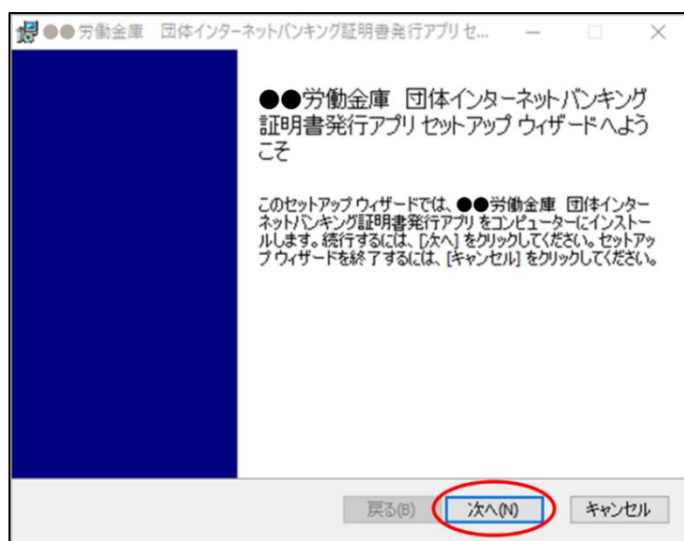 ●●労働金庫 団体インターネットバンキング証明書発行アプリ セ...
●●労働金庫 団体インターネットバンキング
証明書発行アプリ セットアップ ウィザードへよう
こそ
このセットアップ ウィザードでは、●●労働金庫 団体インター
ネットバンキング証明書発行アプリ をコンピューターにインストー
ルします。続行するには、[次へ] をクリックしてください。セットアッ
プ ウィザードを終了するには、[キャンセル] をクリックしてください。
戻る(B) 次へ(N) キャンセル